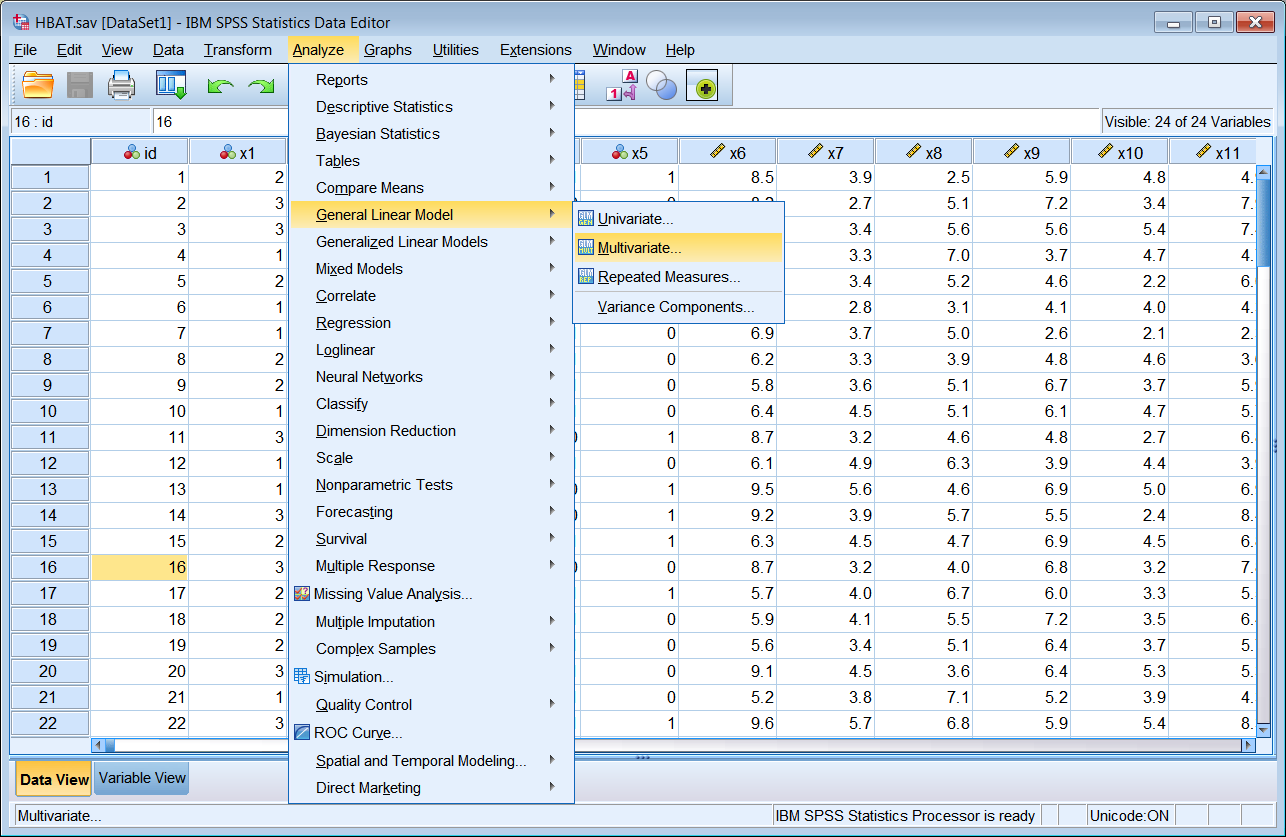 HBAT.sav [DataSet1] - IBM SPSS Statistics Data Editor
File Edit View Data Transform Analyze Graphs Utilities Extensions Window Help
A
1
16 : id 16 Visible: 24 of 24 Variables
id x1 x5 x6 x7 x8 x9 x10 x11
1 1 2 1 8.5 3.9 2.5 5.9 4.8 4.
2 2 3 2.7 5.1 7.2 3.4 7.
3 3 3 3.4 5.6 5.6 5.4 7.
4 4 1 3.3 7.0 3.7 4.7 4.
5 5 2 3.4 5.2 4.6 2.2 6.
6 6 1 2.8 3.1 4.1 4.0 4.
7 7 1 0 6.9 3.7 5.0 2.6 2.1 2.
8 8 2 0 6.2 3.3 3.9 4.8 4.6 3.
9 9 2 0 5.8 3.6 5.1 6.7 3.7 5.
10 10 1 0 6.4 4.5 5.1 6.1 4.7 5.
11 11 3 1 8.7 3.2 4.6 4.8 2.7 6.
12 12 1 0 6.1 4.9 6.3 3.9 4.4 3.
13 13 1 1 9.5 5.6 4.6 6.9 5.0 6.
14 14 3 1 9.2 3.9 5.7 5.5 2.4 8.
15 15 2 1 6.3 4.5 4.7 6.9 4.5 6.
16 16 3 0 8.7 3.2 4.0 6.8 3.2 7.
17 17 2 1 5.7 4.0 6.7 6.0 3.3 5.
18 18 2 0 5.9 4.1 5.5 7.2 3.5 6.
19 19 2 0 5.6 3.4 5.1 6.4 3.7 5.
20 20 3 0 9.1 4.5 3.6 6.4 5.3 5.
21 21 1 0 5.2 3.8 7.1 5.2 3.9 4.
22 22 3 1 9.6 5.7 6.8 5.9 5.4 8.
Reports
Descriptive Statistics
Bayesian Statistics
Tables
Compare Means
General Linear Model
Generalized Linear Models
Mixed Models
Correlate
Regression
Loglinear
Neural Networks
Classify
Dimension Reduction
Scale
Nonparametric Tests
Forecasting
Survival
Multiple Response
Missing Value Analysis...
Multiple Imputation
Complex Samples
Simulation...
Quality Control
ROC Curve...
Spatial and Temporal Modeling...
Direct Marketing
Univariate...
Multivariate...
Repeated Measures...
Variance Components...
Data View Variable View
Multivariate... IBM SPSS Statistics Processor is ready Unicode:ON